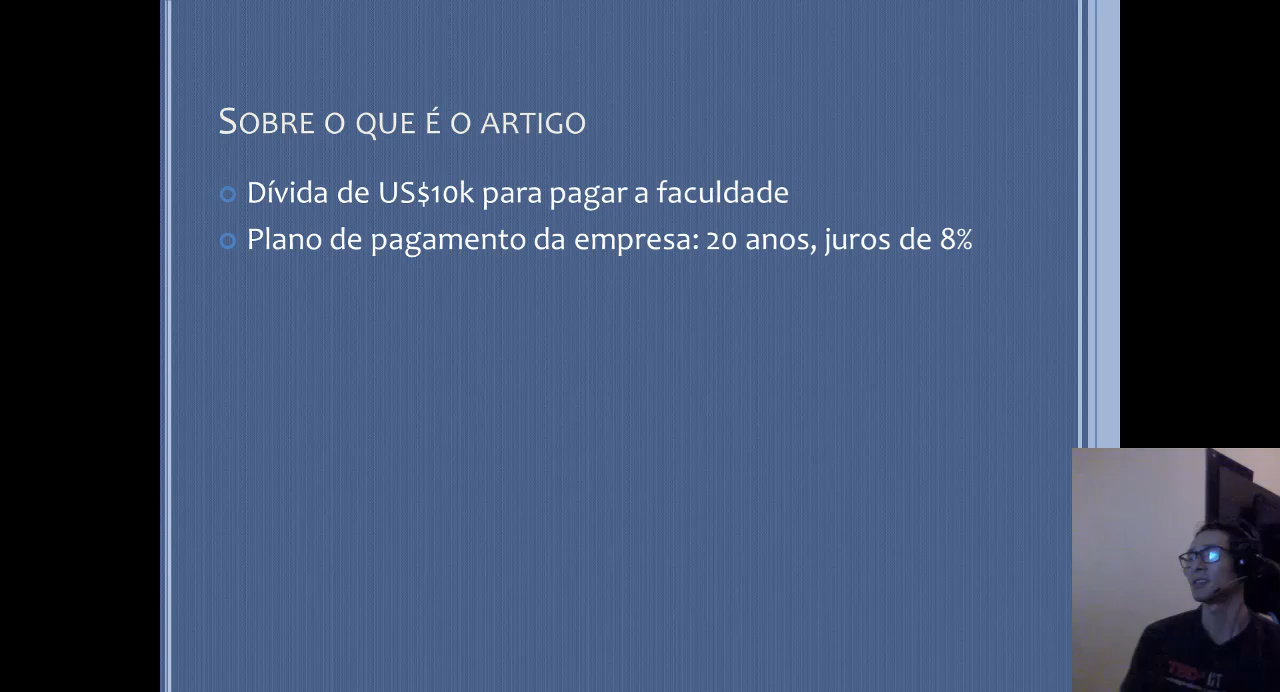 Sobre o que é o artigo
Dívida de US$10k para pagar a faculdade
Plano de pagamento da empresa: 20 anos, juros de 8%